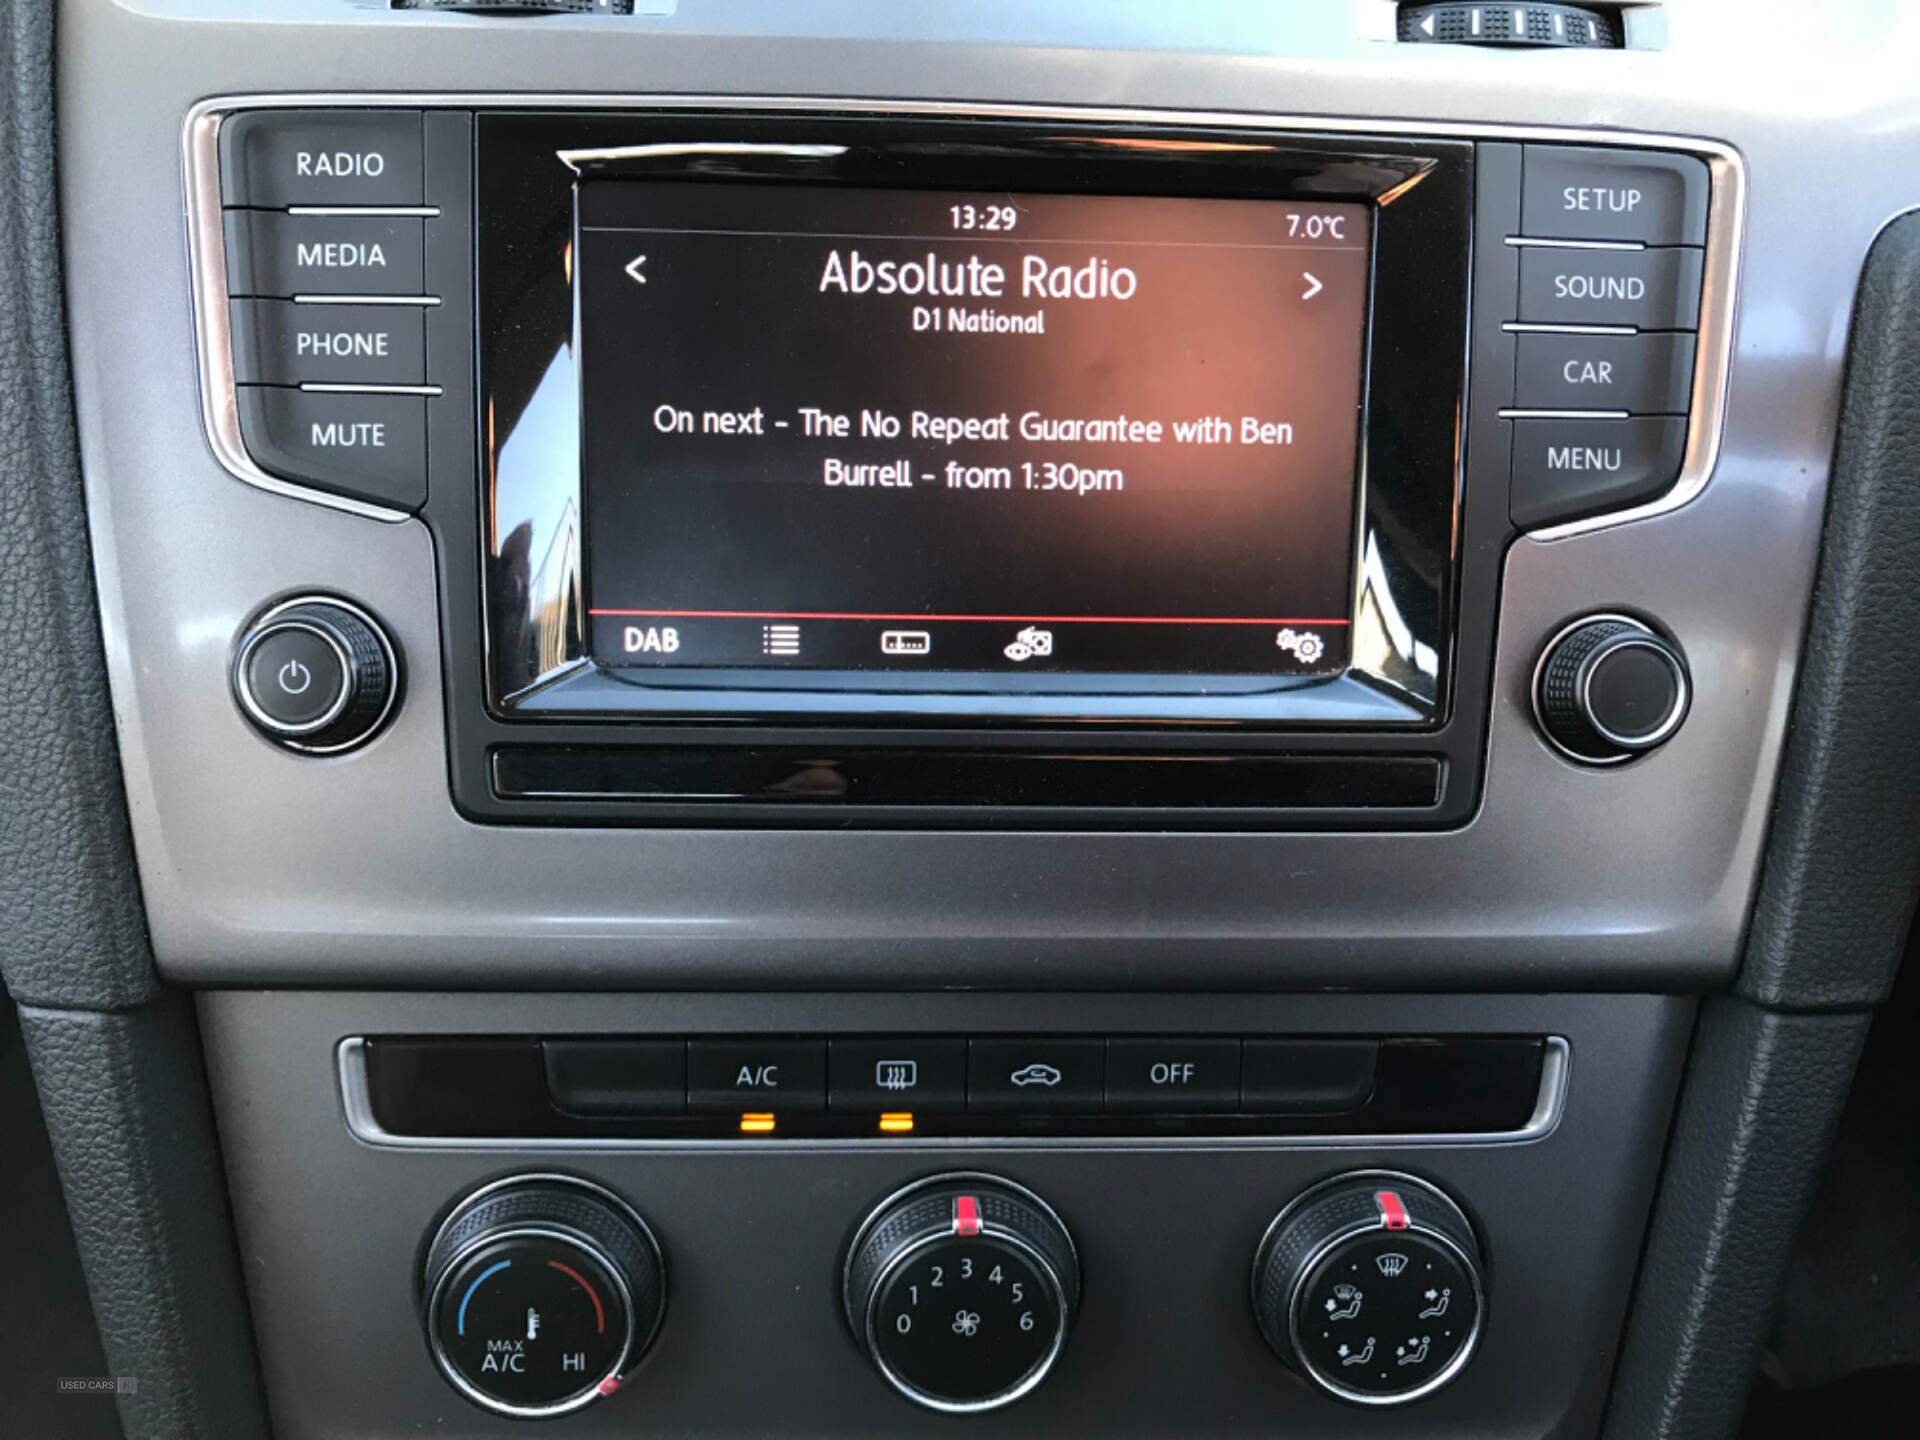 RADIO
MEDIA
PHONE
MUTE
13:29
7.0°C
<
Absolute Radio
>
D1 National
On next - The No Repeat Guarantee with Ben
Burrell - from 1:30pm
DAB
SETUP
SOUND
CAR
MENU
A/C
OFF
MAX
A/C
HI
0 1 2 3 4 5 6
USED CARS NI